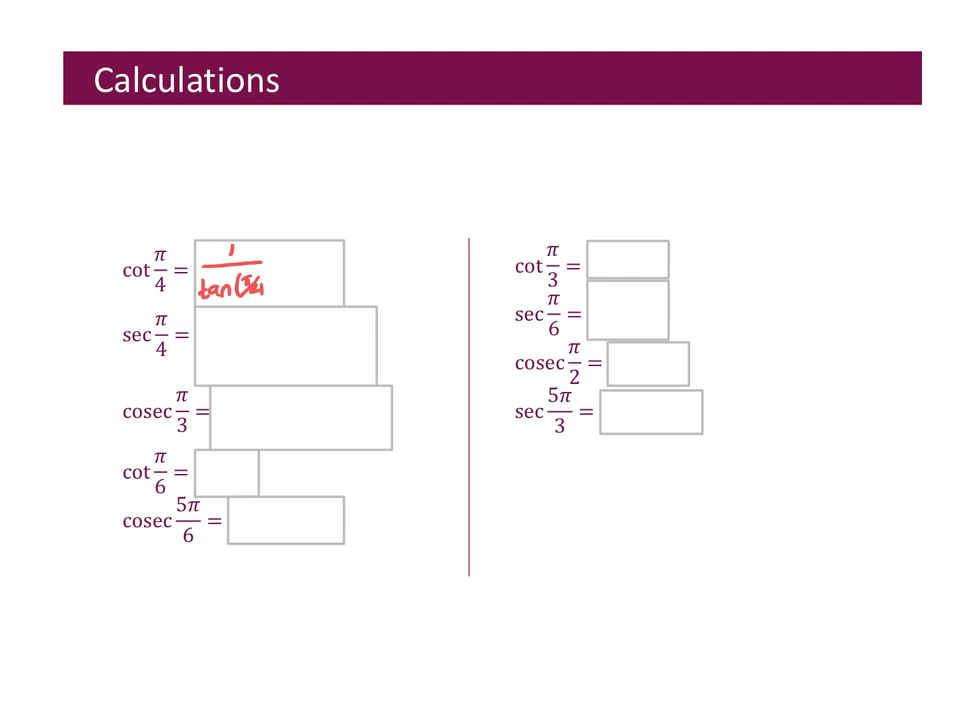 Calculations
cot π/4 = 1/tan(π/4)
sec π/4 =
cosec π/3 =
cot π/6 =
cosec 5π/6 =
cot π/3 =
sec π/6 =
cosec π/2 =
sec 5π/3 =